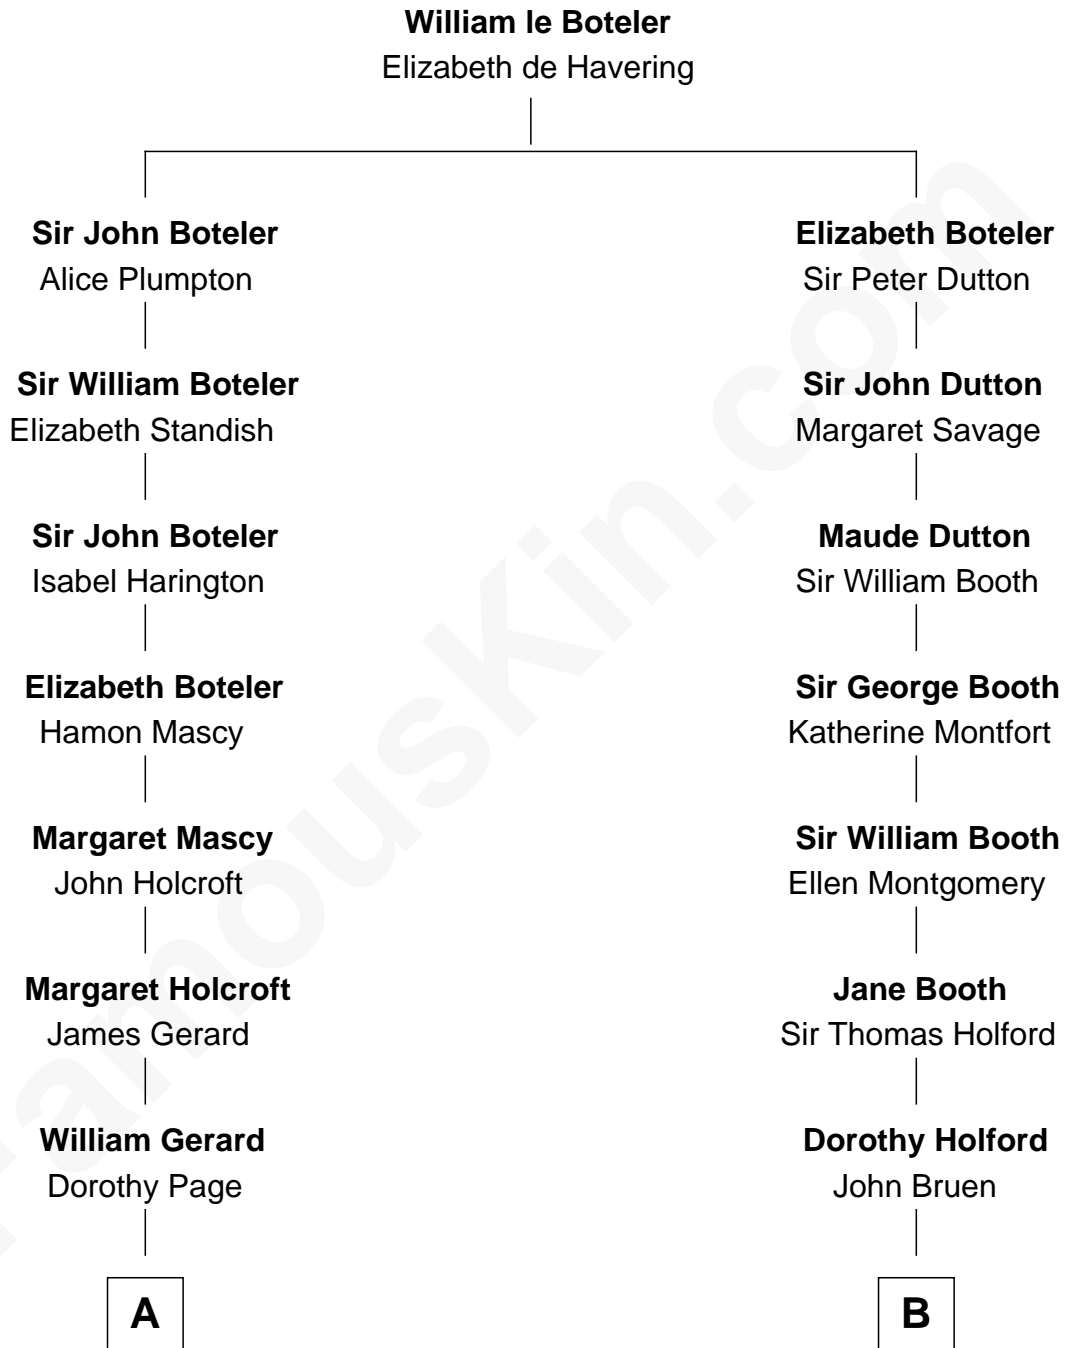 William le Boteler
Elizabeth de Havering
Sir John Boteler
Alice Plumpton
Elizabeth Boteler
Sir Peter Dutton
Sir William Boteler
Elizabeth Standish
Sir John Dutton
Margaret Savage
Sir John Boteler
Isabel Harington
Maude Dutton
Sir William Booth
Elizabeth Boteler
Hamon Mascy
Sir George Booth
Katherine Montfort
Margaret Mascy
John Holcroft
Sir William Booth
Ellen Montgomery
Margaret Holcroft
James Gerard
Jane Booth
Sir Thomas Holford
William Gerard
Dorothy Page
Dorothy Holford
John Bruen
A
B
FamousKin.com